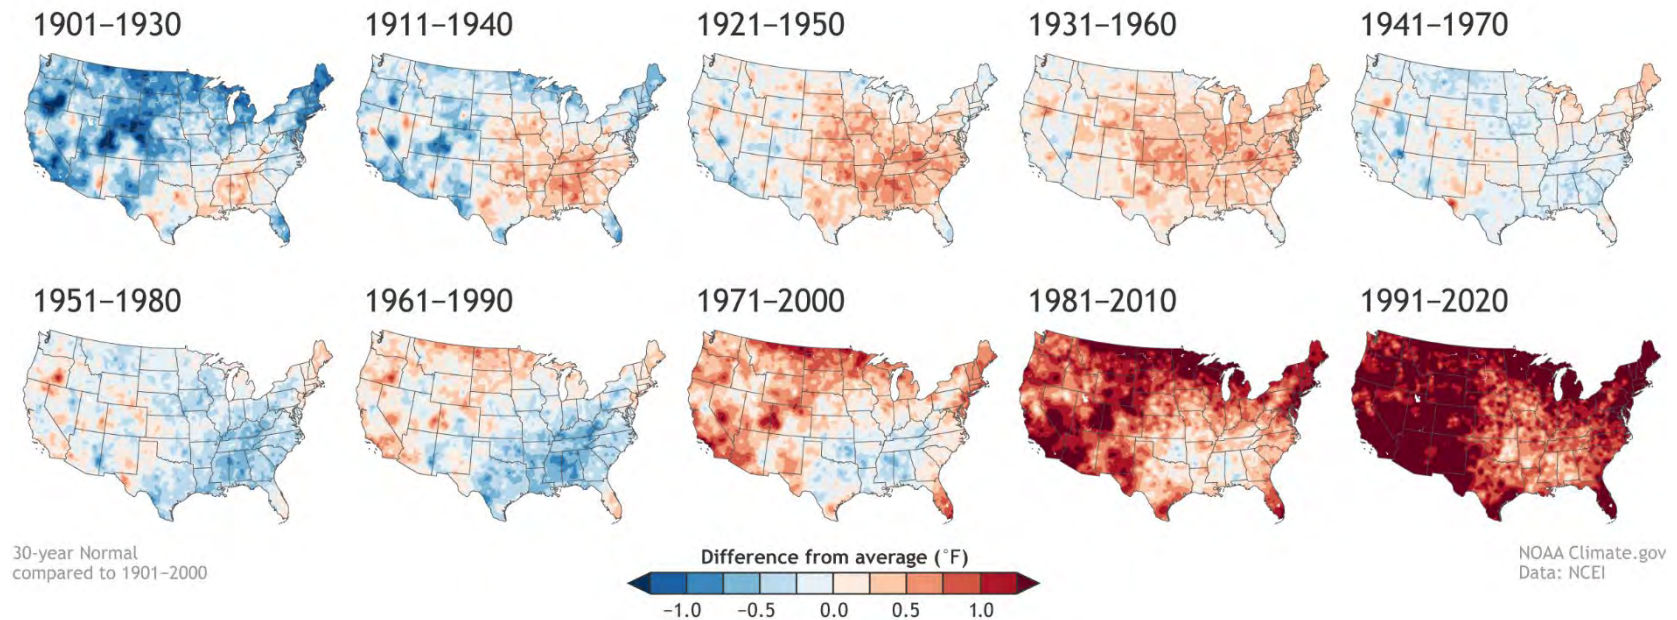 1901–1930
1911–1940
1921–1950
1931–1960
1941–1970
1951–1980
1961–1990
1971–2000
1981–2010
1991–2020
30-year Normal
compared to 1901–2000
Difference from average (°F)
−1.0 −0.5 0.0 0.5 1.0
NOAA Climate.gov
Data: NCEI